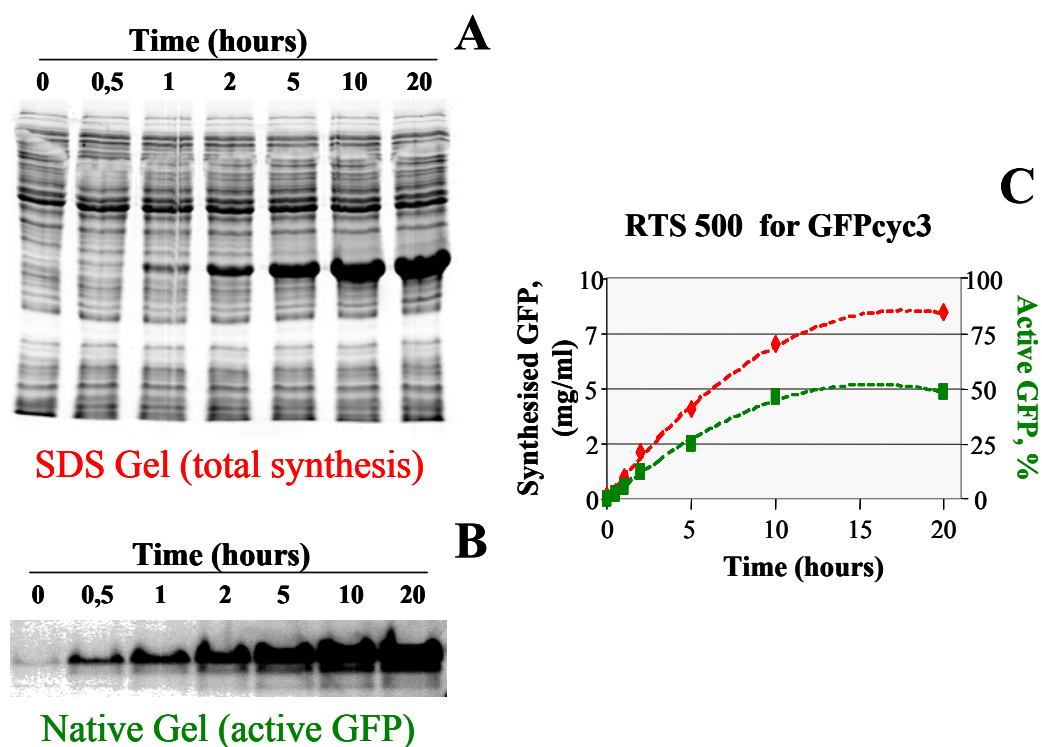 Time (hours)
A
0 0,5 1 2 5 10 20
SDS Gel (total synthesis)
Time (hours)
B
0 0,5 1 2 5 10 20
Native Gel (active GFP)
C
RTS 500 for GFPcyc3
Synthesised GFP,
(mg/ml)
10
7
5
2
0
100
75
50
25
0
Active GFP, %
0 5 10 15 20
Time (hours)